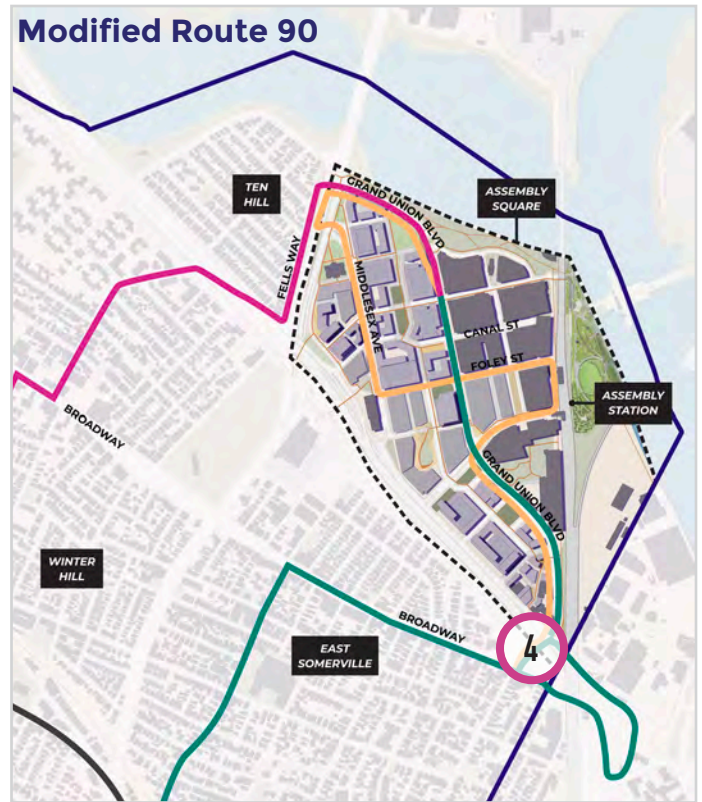 Modified Route 90
TEN
HILL
GRAND UNION BLVD
ASSEMBLY
SQUARE
FELLS WAY
MIDDLESEX AVE
CANAL ST
FOLEY ST
ASSEMBLY
STATION
BROADWAY
GRAND UNION BLVD
WINTER
HILL
EAST
SOMERVILLE
BROADWAY
4